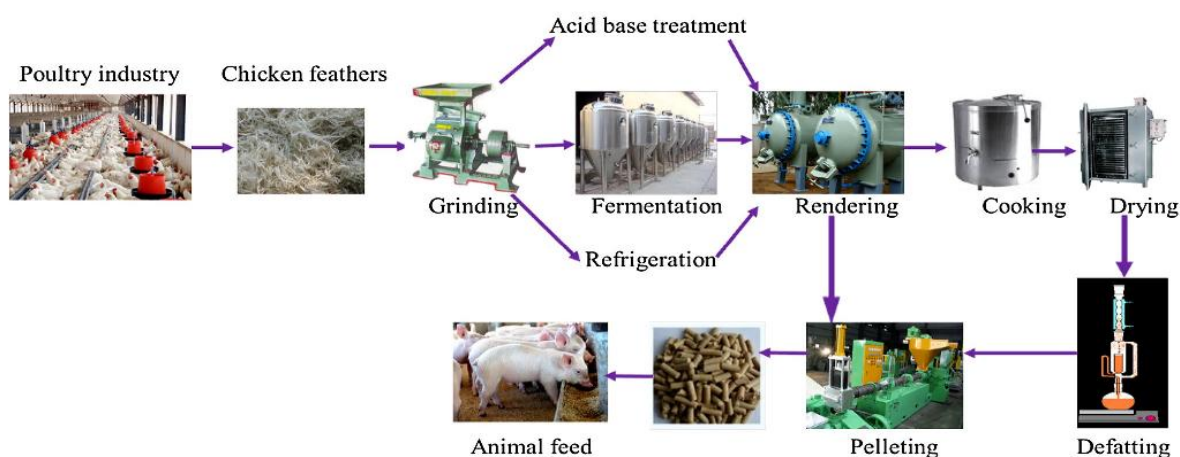 Acid base treatment
Poultry industry
Chicken feathers
Grinding
Fermentation
Rendering
Cooking
Drying
Refrigeration
Animal feed
Pelleting
Defatting